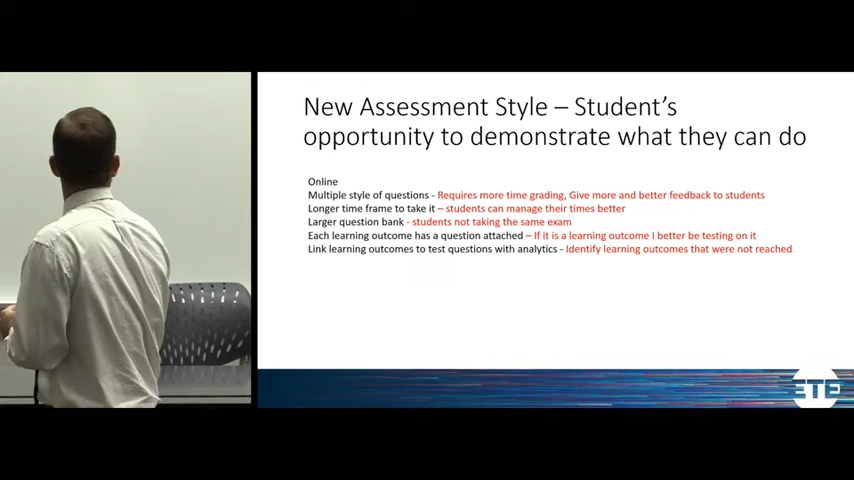 New Assessment Style – Student's
opportunity to demonstrate what they can do
Online
Multiple style of questions - Requires more time grading, Give more and better feedback to students
Longer time frame to take it – students can manage their times better
Larger question bank - students not taking the same exam
Each learning outcome has a question attached – If it is a learning outcome I better be testing on it
Link learning outcomes to test questions with analytics - Identify learning outcomes that were not reached
ETE